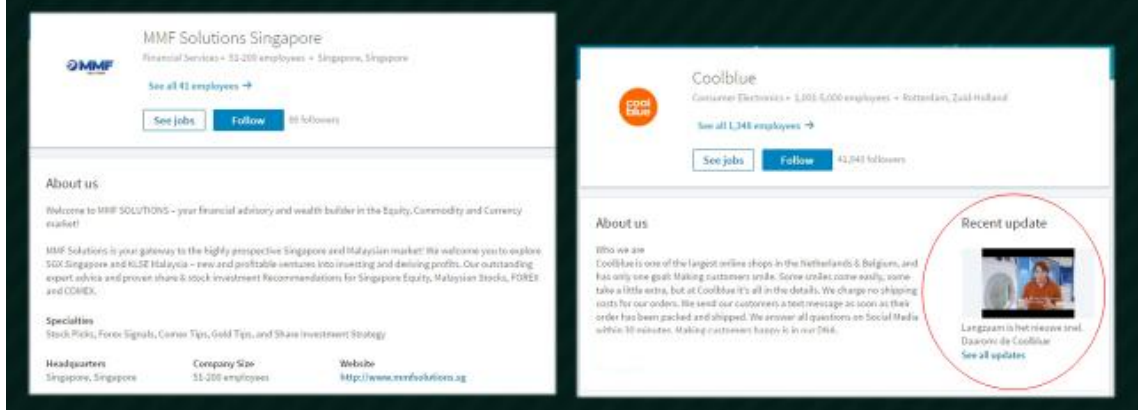 MMF Solutions Singapore
Financial Services • 51-200 employees • Singapore, Singapore
MMF
See all 41 employees →
See jobs
Follow
followers
About us
Welcome to MMF SOLUTIONS – your financial advisory and wealth builder in the Equity, Commodity and Currency
market!
MMF Solutions is your gateway to the highly prospective Singapore and Malaysian market! We welcome you to explore
SGX Singapore and KLSE Malaysia – new and profitable ventures into investing and deriving profits. Our outstanding
expert advice and proven share & stock investment Recommendations for Singapore Equity, Malaysian Stocks, FOREX
and COMEX.
Specialties
Stock Picks, Forex Signals, Comex Tips, Gold Tips, and Share Investment Strategy
Headquarters
Singapore, Singapore
Company Size
51-200 employees
Website
http://www.mmfsolutions.sg
Coolblue
Consumer Electronics • 1,001-5,000 employees • Rotterdam, Zuid-Holland
cool
blue
See all 1,348 employees →
See jobs
Follow
followers
About us
Who we are
Coolblue is one of the largest online shops in the Netherlands & Belgium, and
has only one goal: Making customers smile. Some smiles come easily, some
take a little extra, but at Coolblue it's all in the details. We charge no shipping
costs for our orders. We send our customers a text message as soon as their
order has been packed and shipped. We answer all questions on Social Media
within 30 minutes. Making customers happy is in our DNA.
Recent update
Langzaam is het nieuwe snel.
Daarom: de Coolblue
See all updates